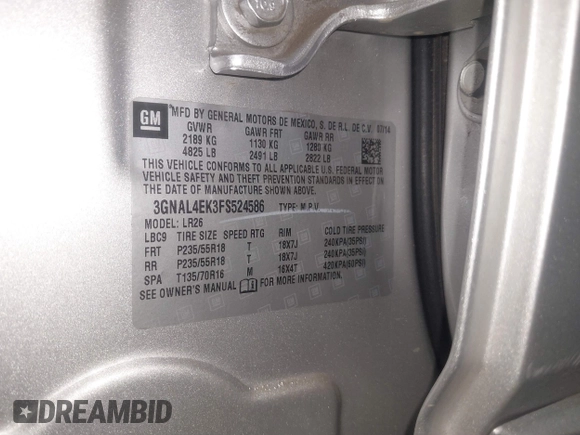 10.9
GM
MFD BY GENERAL MOTORS DE MEXICO, S. DE R.L. DE C.V. 07/14
GVWR GAWR FRT GAWR RR
2189 KG 1130 KG 1280 KG
4825 LB 2491 LB 2822 LB
THIS VEHICLE CONFORMS TO ALL APPLICABLE U.S. FEDERAL MOTOR
VEHICLE SAFETY AND THEFT PREVENTION STANDARDS IN EFFECT ON
THE DATE OF MANUFACTURE SHOWN ABOVE.
3GNAL4EK3FS524586 TYPE: M.P.V.
MODEL: LR26
LBC9 TIRE SIZE SPEED RTG RIM COLD TIRE PRESSURE
FRT P235/55R18 T 18X7J 240KPA(35PSI)
RR P235/55R18 T 18X7J 240KPA(35PSI)
SPA T135/70R16 M 16X4T 420KPA(60PSI)
SEE OWNER'S MANUAL FOR MORE INFORMATION.
DREAMBID